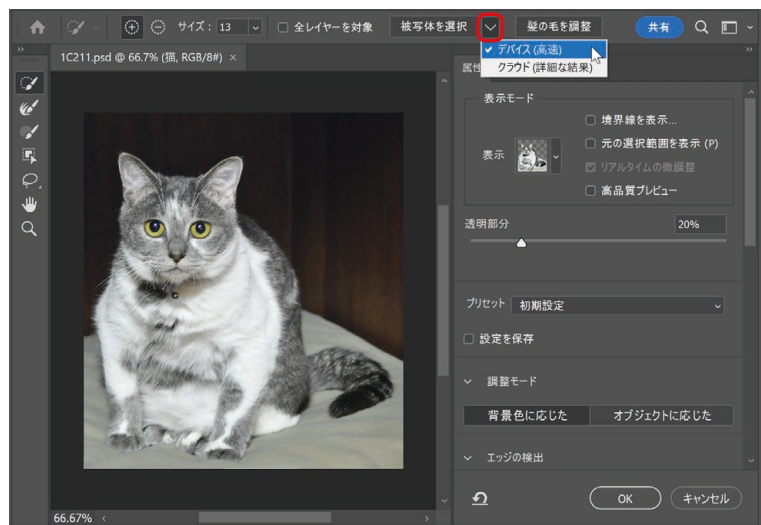 サイズ： 13 全レイヤーを対象 被写体を選択 髪の毛を調整 共有
デバイス (高速)
クラウド (詳細な結果)
1C211.psd @ 66.7% (猫, RGB/8#) ×
属性
表示モード
境界線を表示...
元の選択範囲を表示 (P)
表示
リアルタイムの微調整
高品質プレビュー
透明部分 20%
プリセット 初期設定
設定を保存
調整モード
背景色に応じた オブジェクトに応じた
エッジの検出
OK キャンセル
66.67%